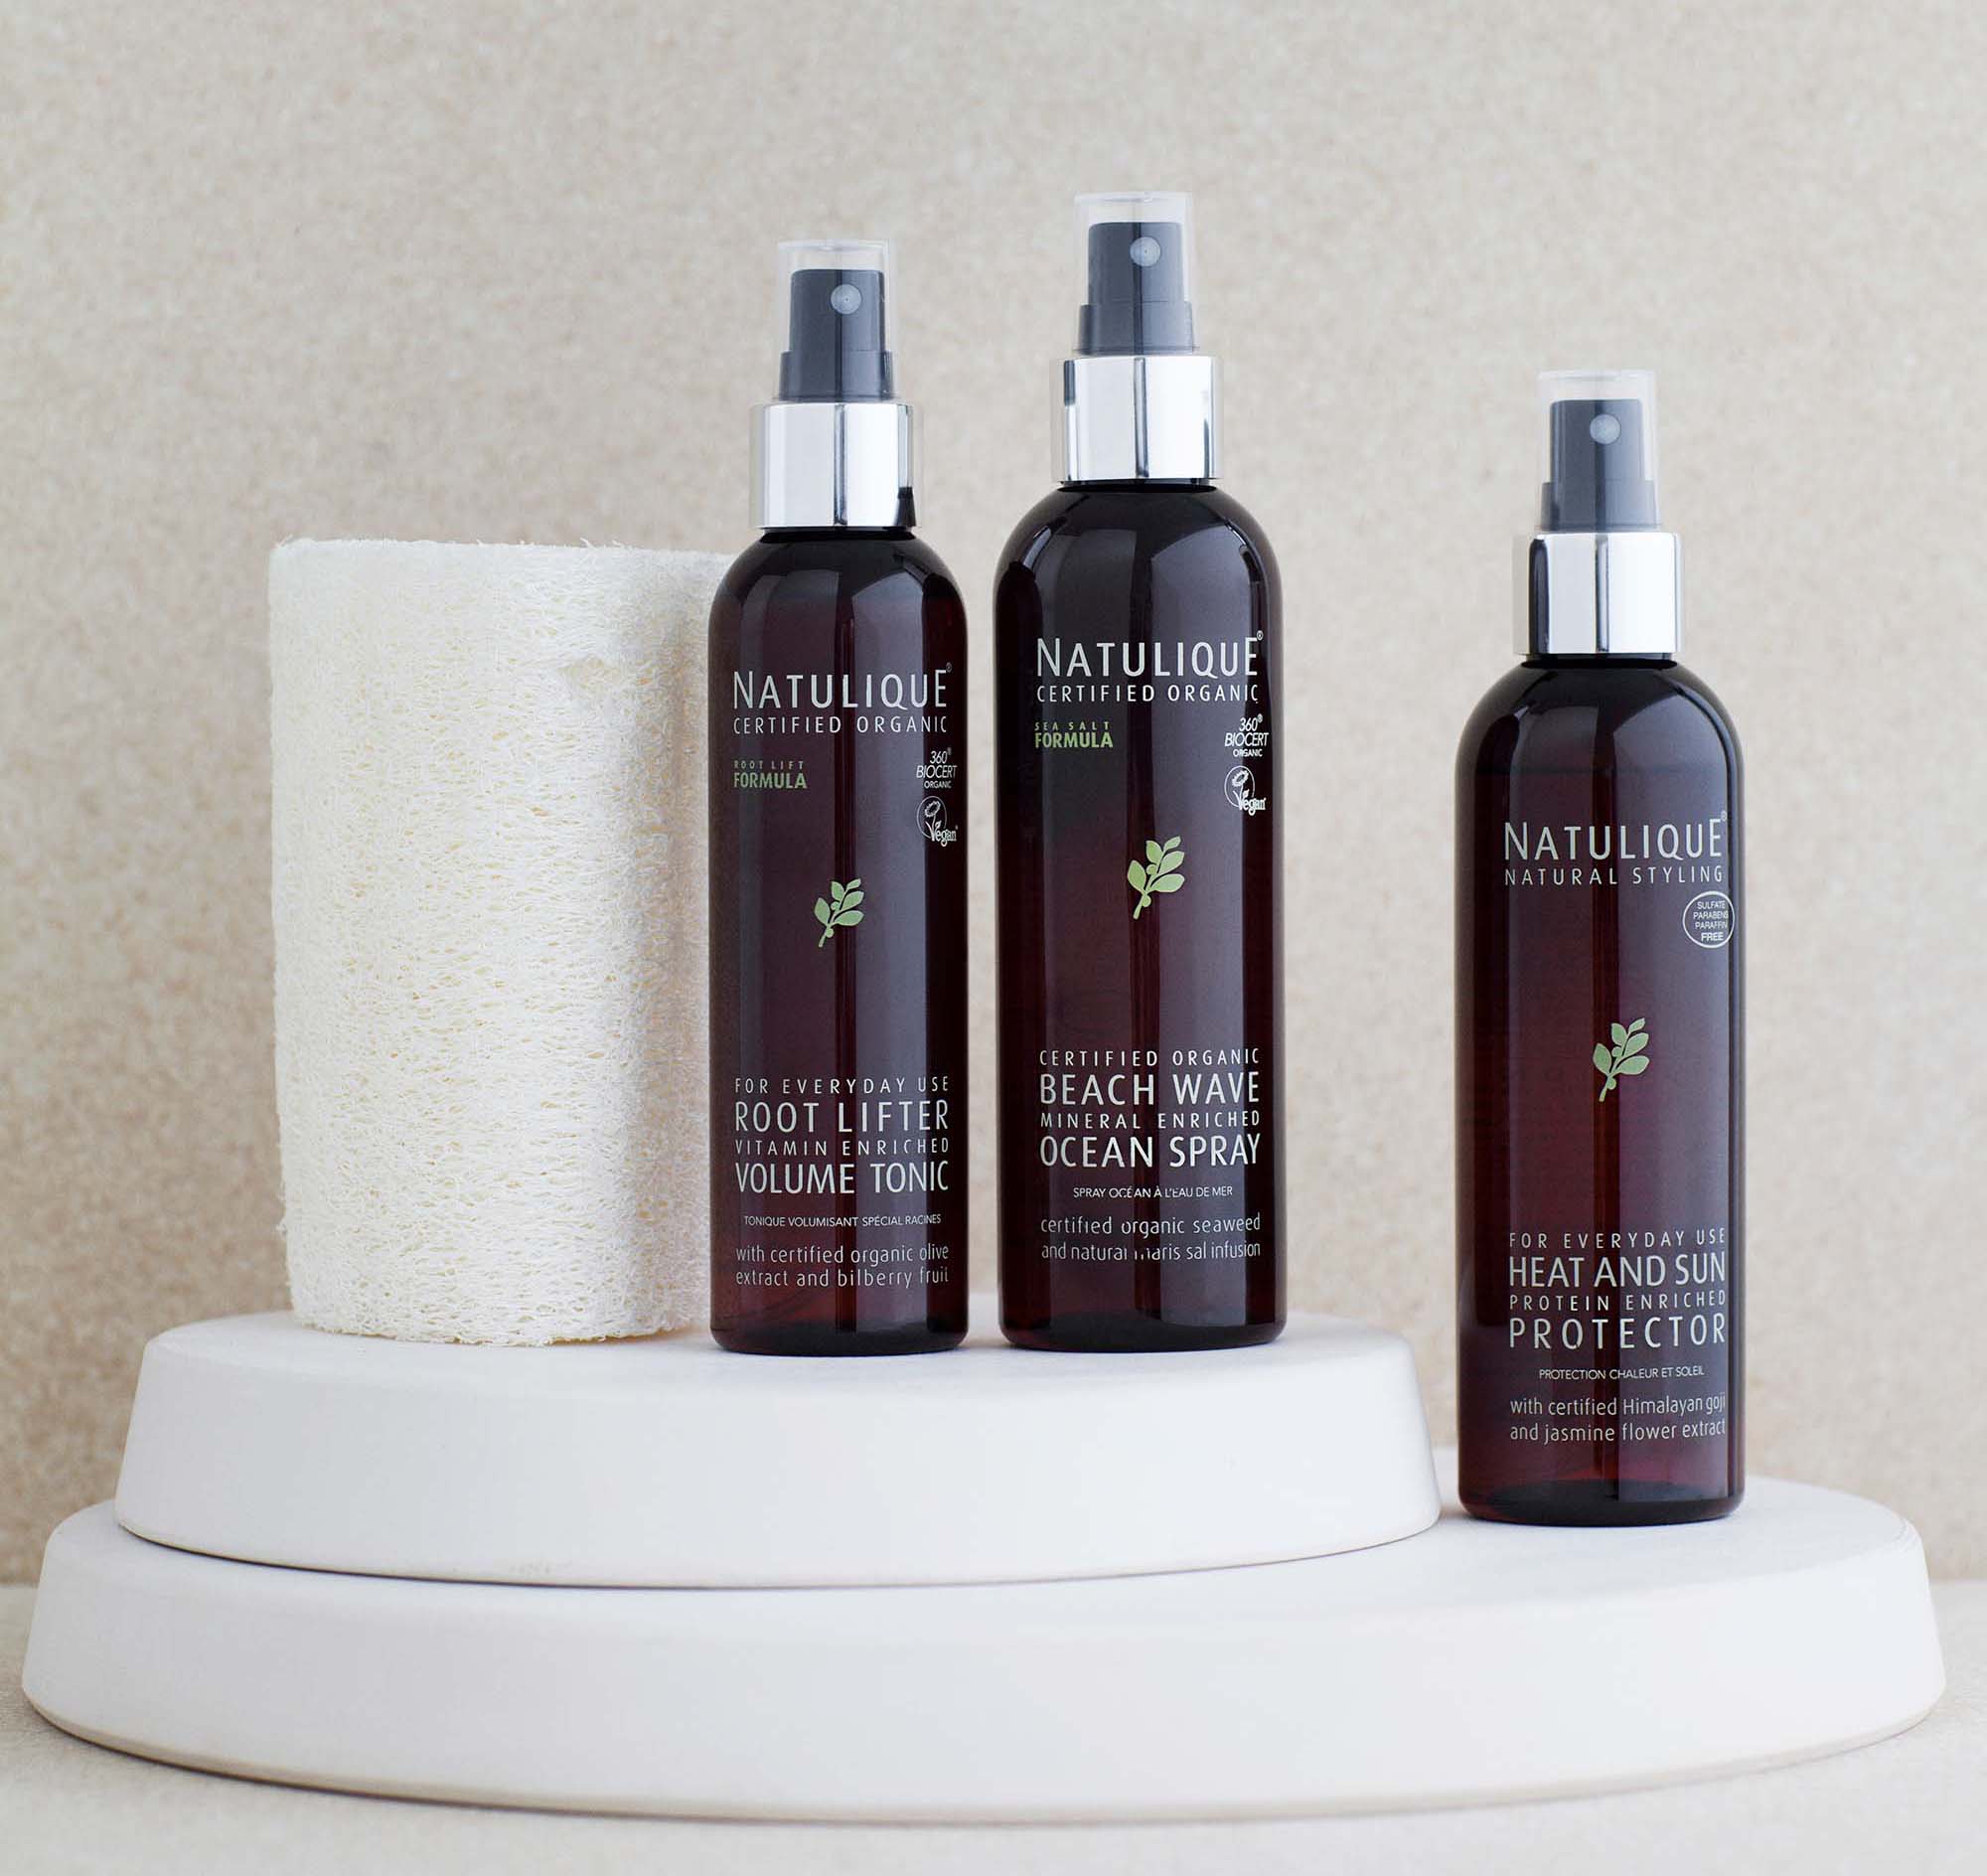 NATULIQUE®
CERTIFIED ORGANIC
ROOT LIFT
FORMULA
360°
BIOCERT
ORGANIC
Vegan
FOR EVERYDAY USE
ROOT LIFTER
VITAMIN ENRICHED
VOLUME TONIC
TONIQUE VOLUMISANT SPÉCIAL RACINES
with certified organic olive
extract and bilberry fruit
NATULIQUE®
CERTIFIED ORGANIC
SEA SALT
FORMULA
360°
BIOCERT
ORGANIC
Vegan
CERTIFIED ORGANIC
BEACH WAVE
MINERAL ENRICHED
OCEAN SPRAY
SPRAY OCÉAN À L'EAU DE MER
certified organic seaweed
and natural maris sal infusion
NATULIQUE®
NATURAL STYLING
SULFATE
PARABENS
PARAFFIN
FREE
FOR EVERYDAY USE
HEAT AND SUN
PROTEIN ENRICHED
PROTECTOR
PROTECTION CHALEUR ET SOLEIL
with certified Himalayan goji
and jasmine flower extract